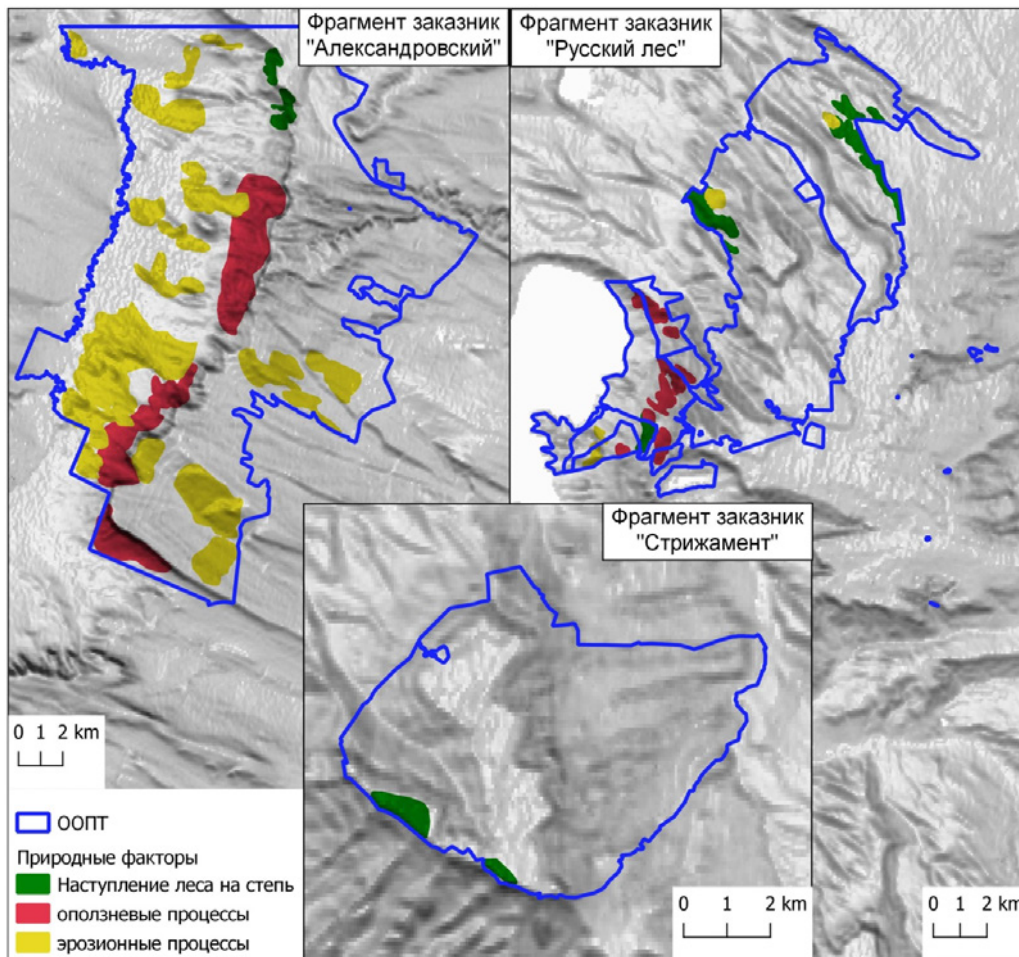 Фрагмент заказник
"Александровский"
Фрагмент заказник
"Русский лес"
Фрагмент заказник
"Стрижамент"
0 1 2 km
ООПТ
Природные факторы
Наступление леса на степь
оползневые процессы
эрозионные процессы
0 1 2 km
0 1 2 km